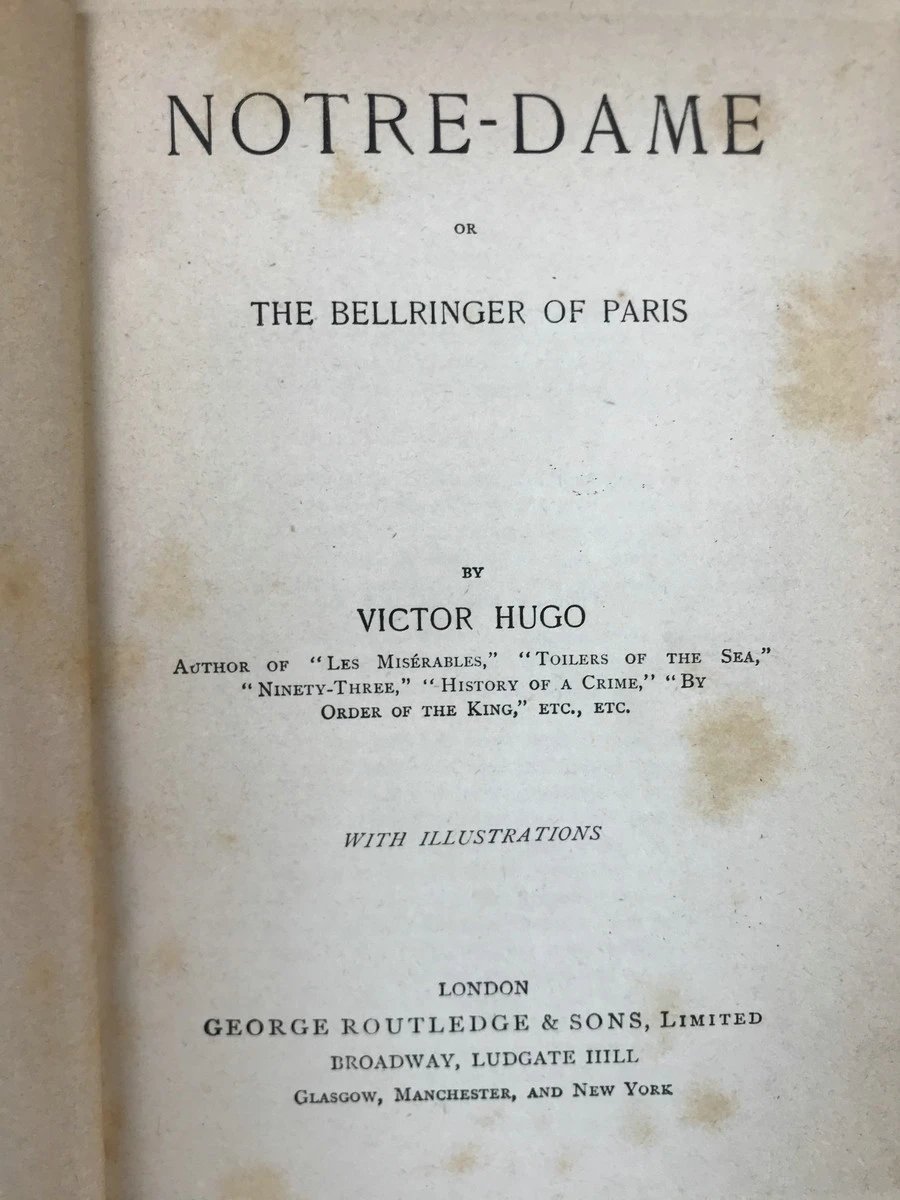 NOTRE-DAME
OR
THE BELLRINGER OF PARIS
BY
VICTOR HUGO
AUTHOR OF "LES MISÉRABLES," "TOILERS OF THE SEA,"
"NINETY-THREE," "HISTORY OF A CRIME," "BY
ORDER OF THE KING," ETC., ETC.
WITH ILLUSTRATIONS
LONDON
GEORGE ROUTLEDGE & SONS, LIMITED
BROADWAY, LUDGATE HILL
GLASGOW, MANCHESTER, AND NEW YORK